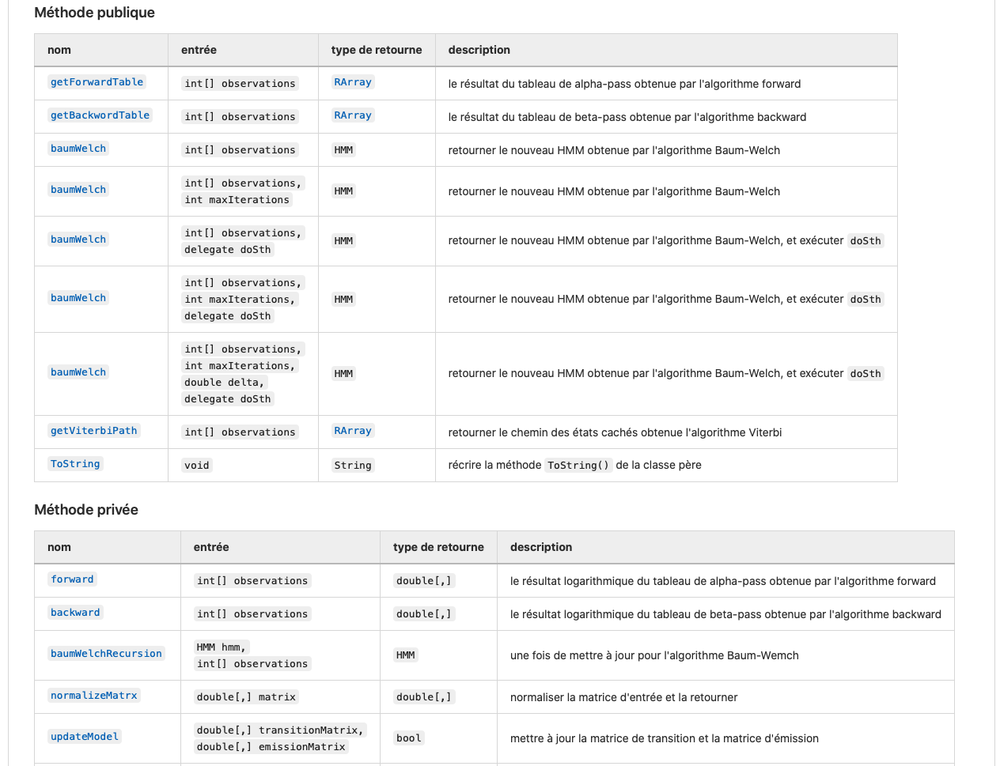 Méthode publique
nom entrée type de retourne description
getForwardTable int[] observations RArray le résultat du tableau de alpha-pass obtenue par l'algorithme forward
getBackwordTable int[] observations RArray le résultat du tableau de beta-pass obtenue par l'algorithme backward
baumWelch int[] observations HMM retourner le nouveau HMM obtenue par l'algorithme Baum-Welch
baumWelch int[] observations, HMM retourner le nouveau HMM obtenue par l'algorithme Baum-Welch
int maxIterations
baumWelch int[] observations, HMM retourner le nouveau HMM obtenue par l'algorithme Baum-Welch, et exécuter doSth
delegate doSth
baumWelch int[] observations, HMM retourner le nouveau HMM obtenue par l'algorithme Baum-Welch, et exécuter doSth
int maxIterations,
delegate doSth
baumWelch int[] observations, HMM retourner le nouveau HMM obtenue par l'algorithme Baum-Welch, et exécuter doSth
int maxIterations,
double delta,
delegate doSth
getViterbiPath int[] observations RArray retourner le chemin des états cachés obtenue l'algorithme Viterbi
ToString void String récrire la méthode ToString() de la classe père
Méthode privée
nom entrée type de retourne description
forward int[] observations double[,] le résultat logarithmique du tableau de alpha-pass obtenue par l'algorithme forward
backward int[] observations double[,] le résultat logarithmique du tableau de beta-pass obtenue par l'algorithme backward
baumWelchRecursion HMM hmm, HMM une fois de mettre à jour pour l'algorithme Baum-Wemch
int[] observations
normalizeMatrx double[,] matrix double[,] normaliser la matrice d'entrée et la retourner
updateModel double[,] transitionMatrix, bool mettre à jour la matrice de transition et la matrice d'émission
double[,] emissionMatrix